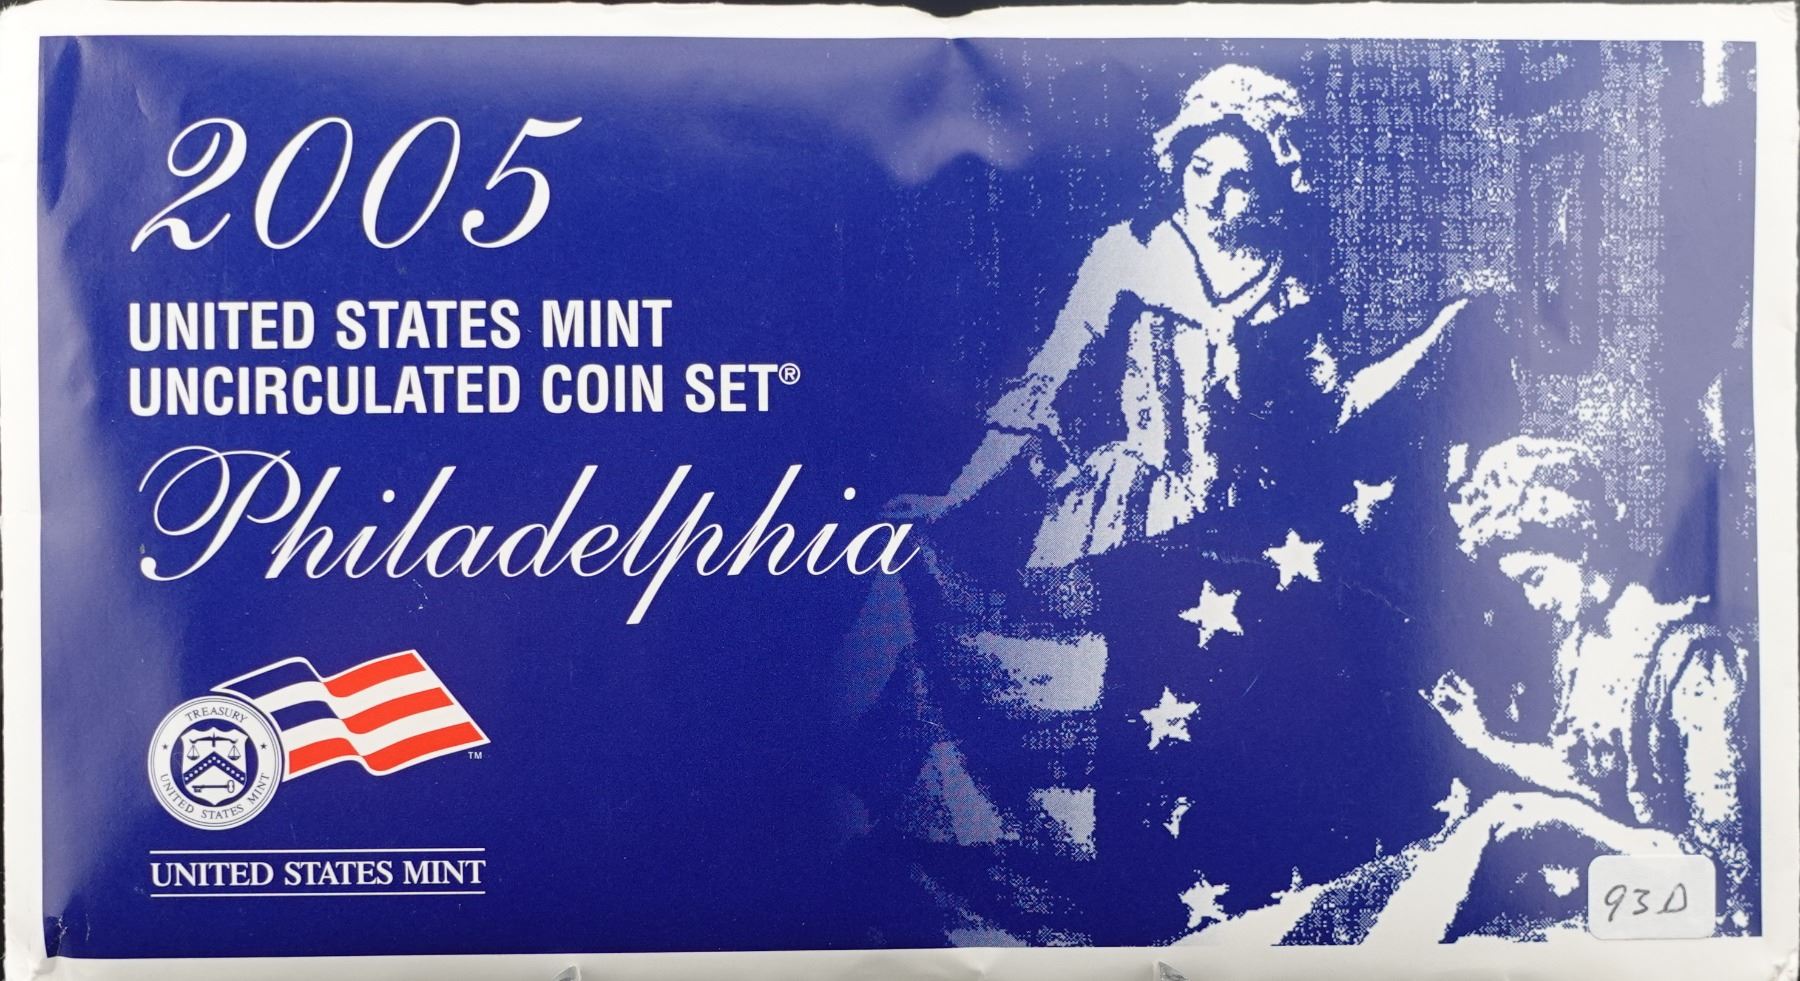 2005
UNITED STATES MINT
UNCIRCULATED COIN SET®
Philadelphia
TREASURY
UNITED STATES MINT
TM
UNITED STATES MINT
93D